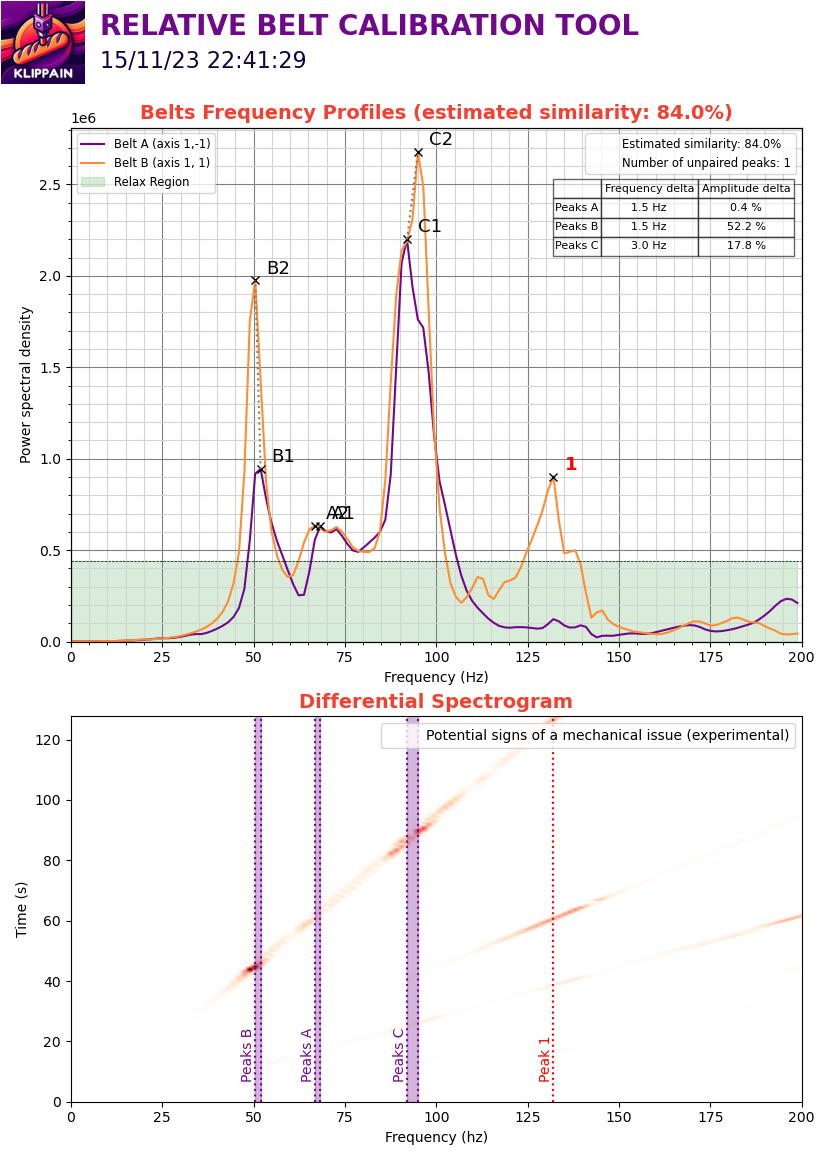 KLIPPAIN
RELATIVE BELT CALIBRATION TOOL
15/11/23 22:41:29
Belts Frequency Profiles (estimated similarity: 84.0%)
1e6
Belt A (axis 1,-1)
Belt B (axis 1, 1)
Relax Region
Estimated similarity: 84.0%
Number of unpaired peaks: 1
Frequency delta Amplitude delta
Peaks A 1.5 Hz 0.4 %
Peaks B 1.5 Hz 52.2 %
Peaks C 3.0 Hz 17.8 %
C2
C1
B2
B1
A2
A1
1
Power spectral density
2.5
2.0
1.5
1.0
0.5
0.0
0 25 50 75 100 125 150 175 200
Frequency (Hz)
Differential Spectrogram
Potential signs of a mechanical issue (experimental)
Time (s)
120
100
80
60
40
20
0
Peaks B
Peaks A
Peaks C
Peak 1
0 25 50 75 100 125 150 175 200
Frequency (hz)